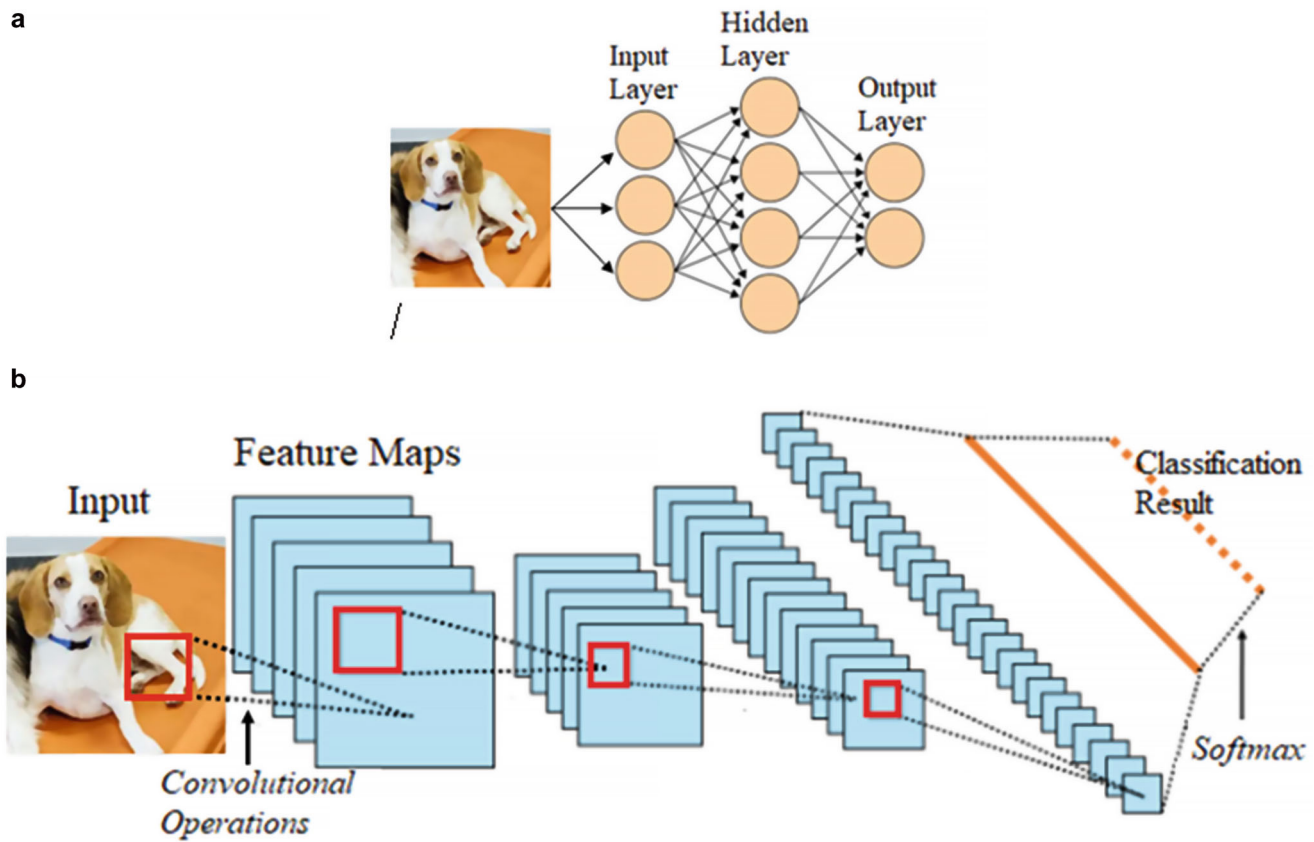 a
Input
Layer
Hidden
Layer
Output
Layer
b
Input
Feature Maps
Convolutional
Operations
Classification
Result
Softmax